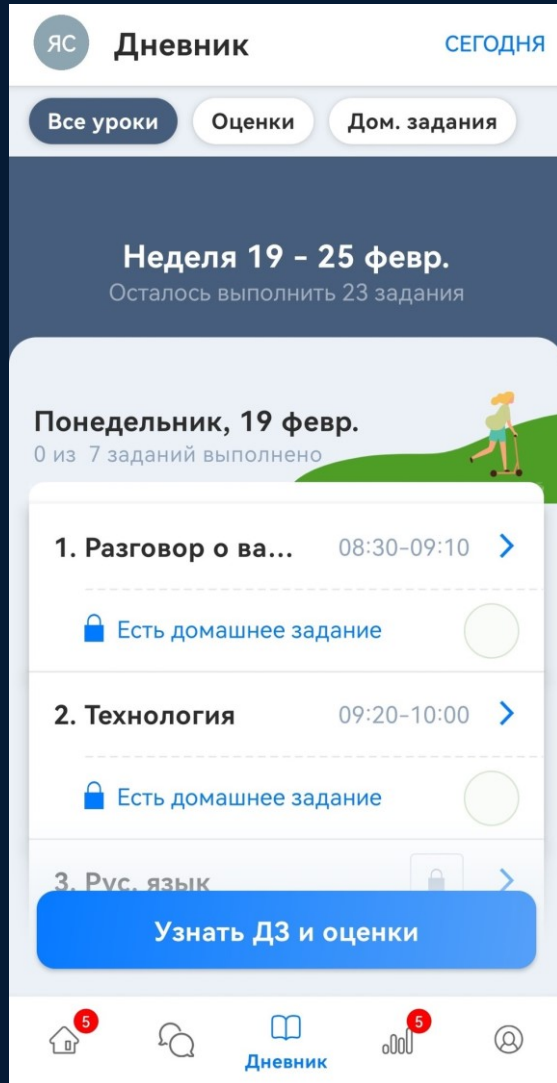 ЯС Дневник СЕГОДНЯ
Все уроки Оценки Дом. задания
Неделя 19 - 25 февр.
Осталось выполнить 23 задания
Понедельник, 19 февр.
0 из 7 заданий выполнено
1. Разговор о ва... 08:30-09:10
Есть домашнее задание
2. Технология 09:20-10:00
Есть домашнее задание
3. Рус. язык
Узнать ДЗ и оценки
5 5
Дневник